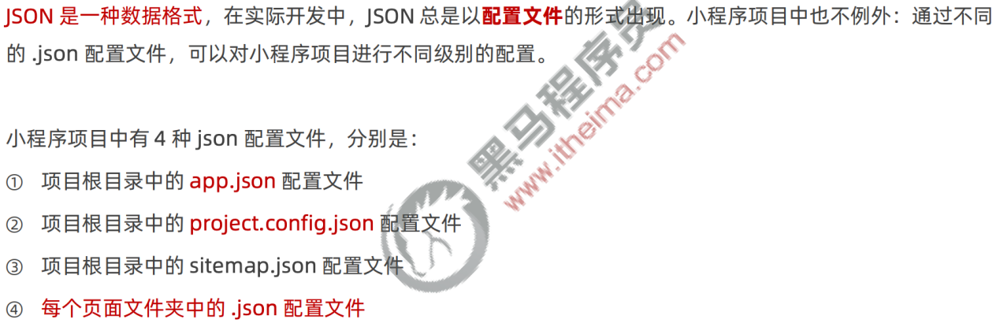 JSON 是一种数据格式，在实际开发中，JSON 总是以配置文件的形式出现。小程序项目中也不例外：通过不同
的 .json 配置文件，可以对小程序项目进行不同级别的配置。
小程序项目中有 4 种 json 配置文件，分别是：
① 项目根目录中的 app.json 配置文件
② 项目根目录中的 project.config.json 配置文件
③ 项目根目录中的 sitemap.json 配置文件
④ 每个页面文件夹中的 .json 配置文件
黑马程序员
www.itheima.com